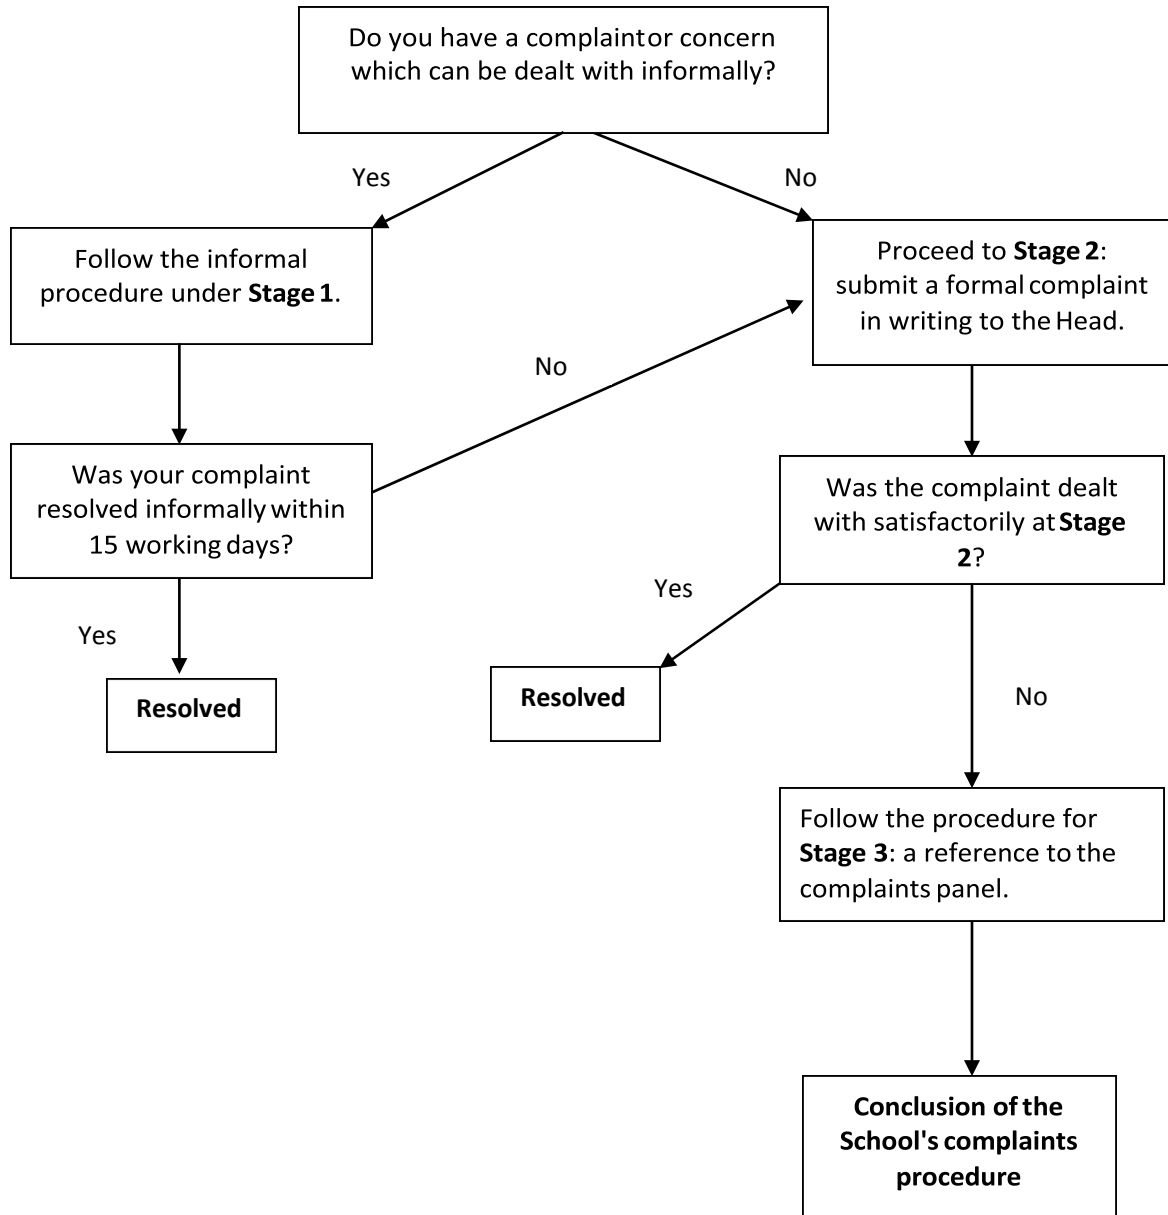 Do you have a complaint or concern
which can be dealt with informally?
Yes
No
Follow the informal
procedure under Stage 1.
Proceed to Stage 2:
submit a formal complaint
in writing to the Head.
No
Was your complaint
resolved informally within
15 working days?
Was the complaint dealt
with satisfactorily at Stage
2?
Yes
Yes
Resolved
Resolved
No
Follow the procedure for
Stage 3: a reference to the
complaints panel.
Conclusion of the
School's complaints
procedure